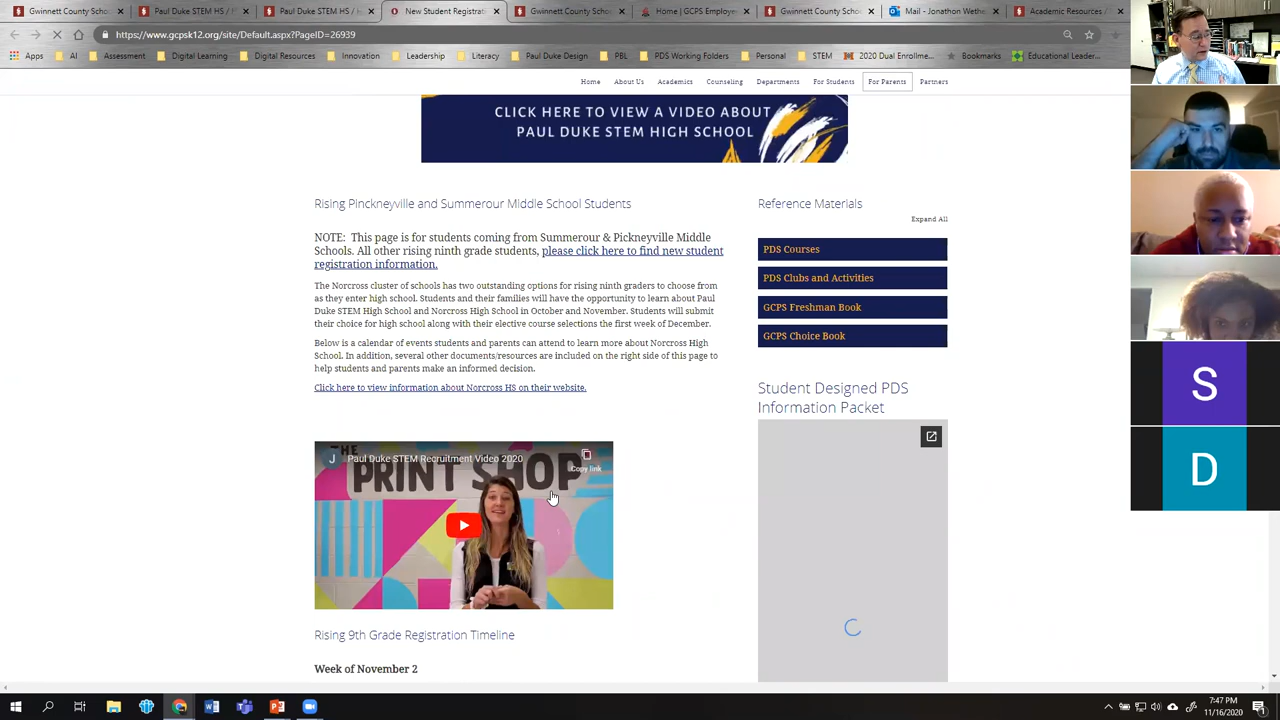 Gwinnett County Scho
Paul Duke STEM HS /
Paul Duke STEM HS /
New Student Registrat
Gwinnett County Scho
Home | GCPS Employe
Gwinnett County Scho
Mail - Jonathon Wethe
Academic Resources /
https://www.gcpsk12.org/site/Default.aspx?PageID=26939
Apps AI Assessment Digital Learning Digital Resources Innovation Leadership Literacy Paul Duke Design PBL PDS Working Folders Personal STEM 2020 Dual Enrollme... Bookmarks Educational Leader...
Home About Us Academics Counseling Departments For Students For Parents Partners
CLICK HERE TO VIEW A VIDEO ABOUT
PAUL DUKE STEM HIGH SCHOOL
Rising Pinckneyville and Summerour Middle School Students
NOTE: This page is for students coming from Summerour & Pickneyville Middle
Schools. All other rising ninth grade students, please click here to find new student
registration information.
The Norcross cluster of schools has two outstanding options for rising ninth graders to choose from
as they enter high school. Students and their families will have the opportunity to learn about Paul
Duke STEM High School and Norcross High School in October and November. Students will submit
their choice for high school along with their elective course selections the first week of December.
Below is a calendar of events students and parents can attend to learn more about Norcross High
School. In addition, several other documents/resources are included on the right side of this page to
help students and parents make an informed decision.
Click here to view information about Norcross HS on their website.
THE
PRINT SHOP
J
Paul Duke STEM Recruitment Video 2020
Copy link
Rising 9th Grade Registration Timeline
Week of November 2
Reference Materials
Expand All
PDS Courses
PDS Clubs and Activities
GCPS Freshman Book
GCPS Choice Book
Student Designed PDS
Information Packet
S
D
7:47 PM
11/16/2020